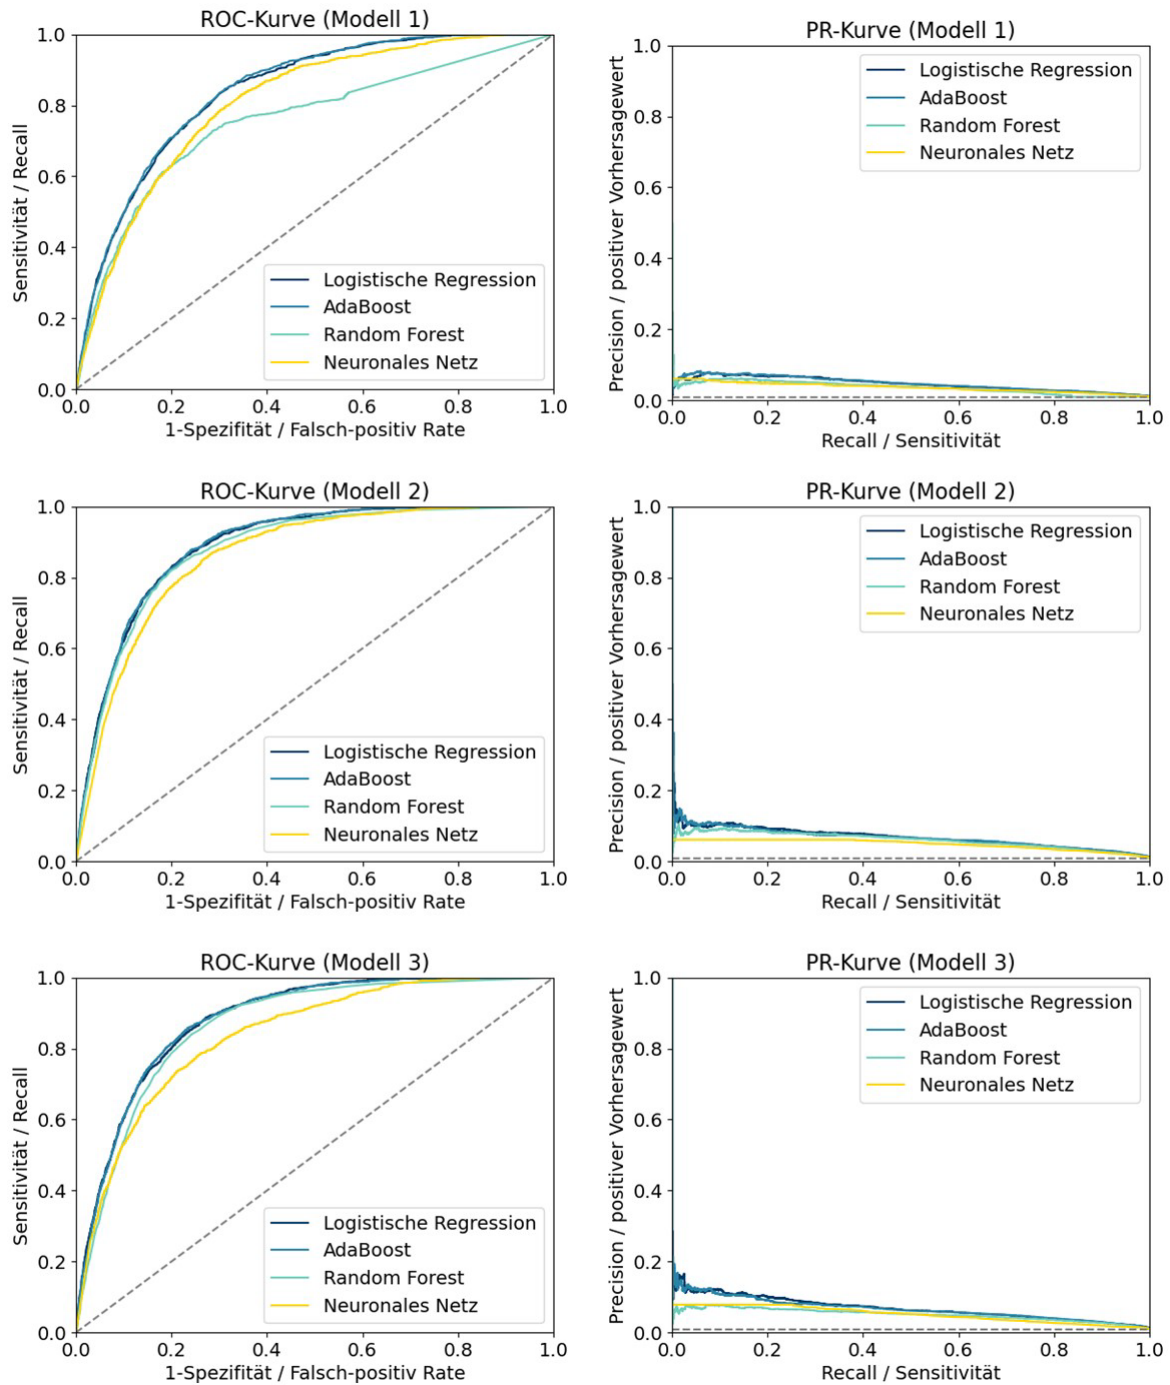 ROC-Kurve (Modell 1)
1.0
0.8
0.6
0.4
0.2
0.0
Sensitivität / Recall
Logistische Regression
AdaBoost
Random Forest
Neuronales Netz
0.0 0.2 0.4 0.6 0.8 1.0
1-Spezifität / Falsch-positiv Rate
PR-Kurve (Modell 1)
1.0
0.8
0.6
0.4
0.2
0.0
Precision / positiver Vorhersagewert
Logistische Regression
AdaBoost
Random Forest
Neuronales Netz
0.0 0.2 0.4 0.6 0.8 1.0
Recall / Sensitivität
ROC-Kurve (Modell 2)
1.0
0.8
0.6
0.4
0.2
0.0
Sensitivität / Recall
Logistische Regression
AdaBoost
Random Forest
Neuronales Netz
0.0 0.2 0.4 0.6 0.8 1.0
1-Spezifität / Falsch-positiv Rate
PR-Kurve (Modell 2)
1.0
0.8
0.6
0.4
0.2
0.0
Precision / positiver Vorhersagewert
Logistische Regression
AdaBoost
Random Forest
Neuronales Netz
0.0 0.2 0.4 0.6 0.8 1.0
Recall / Sensitivität
ROC-Kurve (Modell 3)
1.0
0.8
0.6
0.4
0.2
0.0
Sensitivität / Recall
Logistische Regression
AdaBoost
Random Forest
Neuronales Netz
0.0 0.2 0.4 0.6 0.8 1.0
1-Spezifität / Falsch-positiv Rate
PR-Kurve (Modell 3)
1.0
0.8
0.6
0.4
0.2
0.0
Precision / positiver Vorhersagewert
Logistische Regression
AdaBoost
Random Forest
Neuronales Netz
0.0 0.2 0.4 0.6 0.8 1.0
Recall / Sensitivität